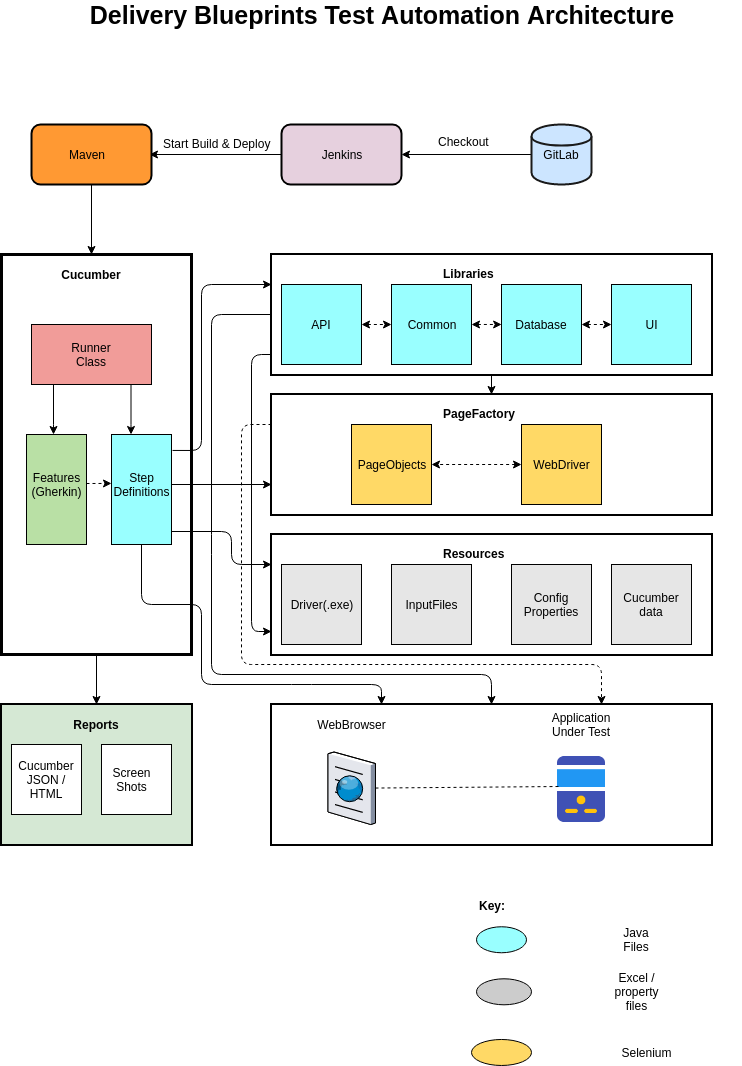 Delivery Blueprints Test Automation Architecture
Maven
Start Build & Deploy
Jenkins
Checkout
GitLab
Cucumber
Runner
Class
Features
(Gherkin)
Step
Definitions
Libraries
API
Common
Database
UI
PageFactory
PageObjects
WebDriver
Resources
Driver(.exe)
InputFiles
Config
Properties
Cucumber
data
Reports
Cucumber
JSON /
HTML
Screen
Shots
WebBrowser
Application
Under Test
Key:
Java
Files
Excel /
property
files
Selenium